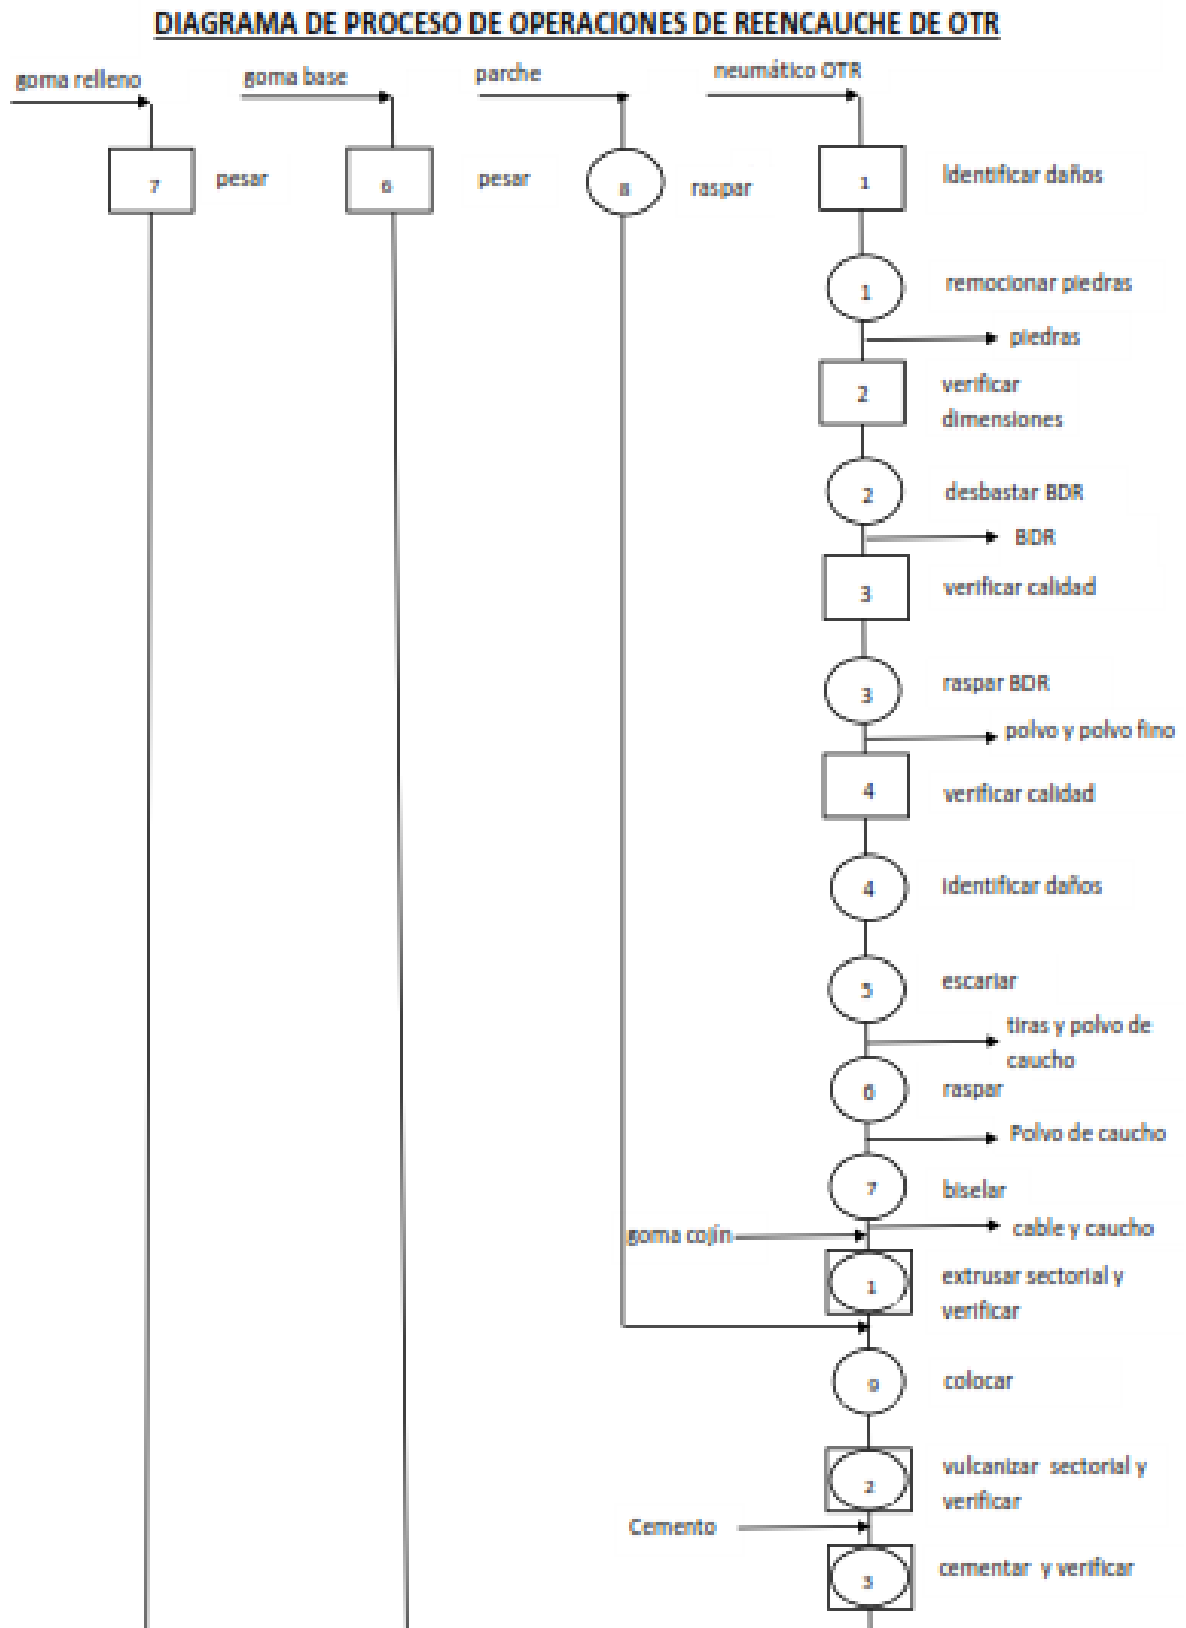 DIAGRAMA DE PROCESO DE OPERACIONES DE REENCAUCHE DE OTR
goma relleno
goma base
parche
neumático OTR
7
pesar
6
pesar
8
raspar
1
identificar daños
1
remocionar piedras
piedras
2
verificar
dimensiones
2
desbastar BDR
BDR
3
verificar calidad
3
raspar BDR
polvo y polvo fino
4
verificar calidad
4
identificar daños
5
escariar
tiras y polvo de
caucho
6
raspar
Polvo de caucho
7
biselar
cable y caucho
goma cojín
1
extrusar sectorial y
verificar
9
colocar
2
vulcanizar sectorial y
verificar
Cemento
3
cementar y verificar